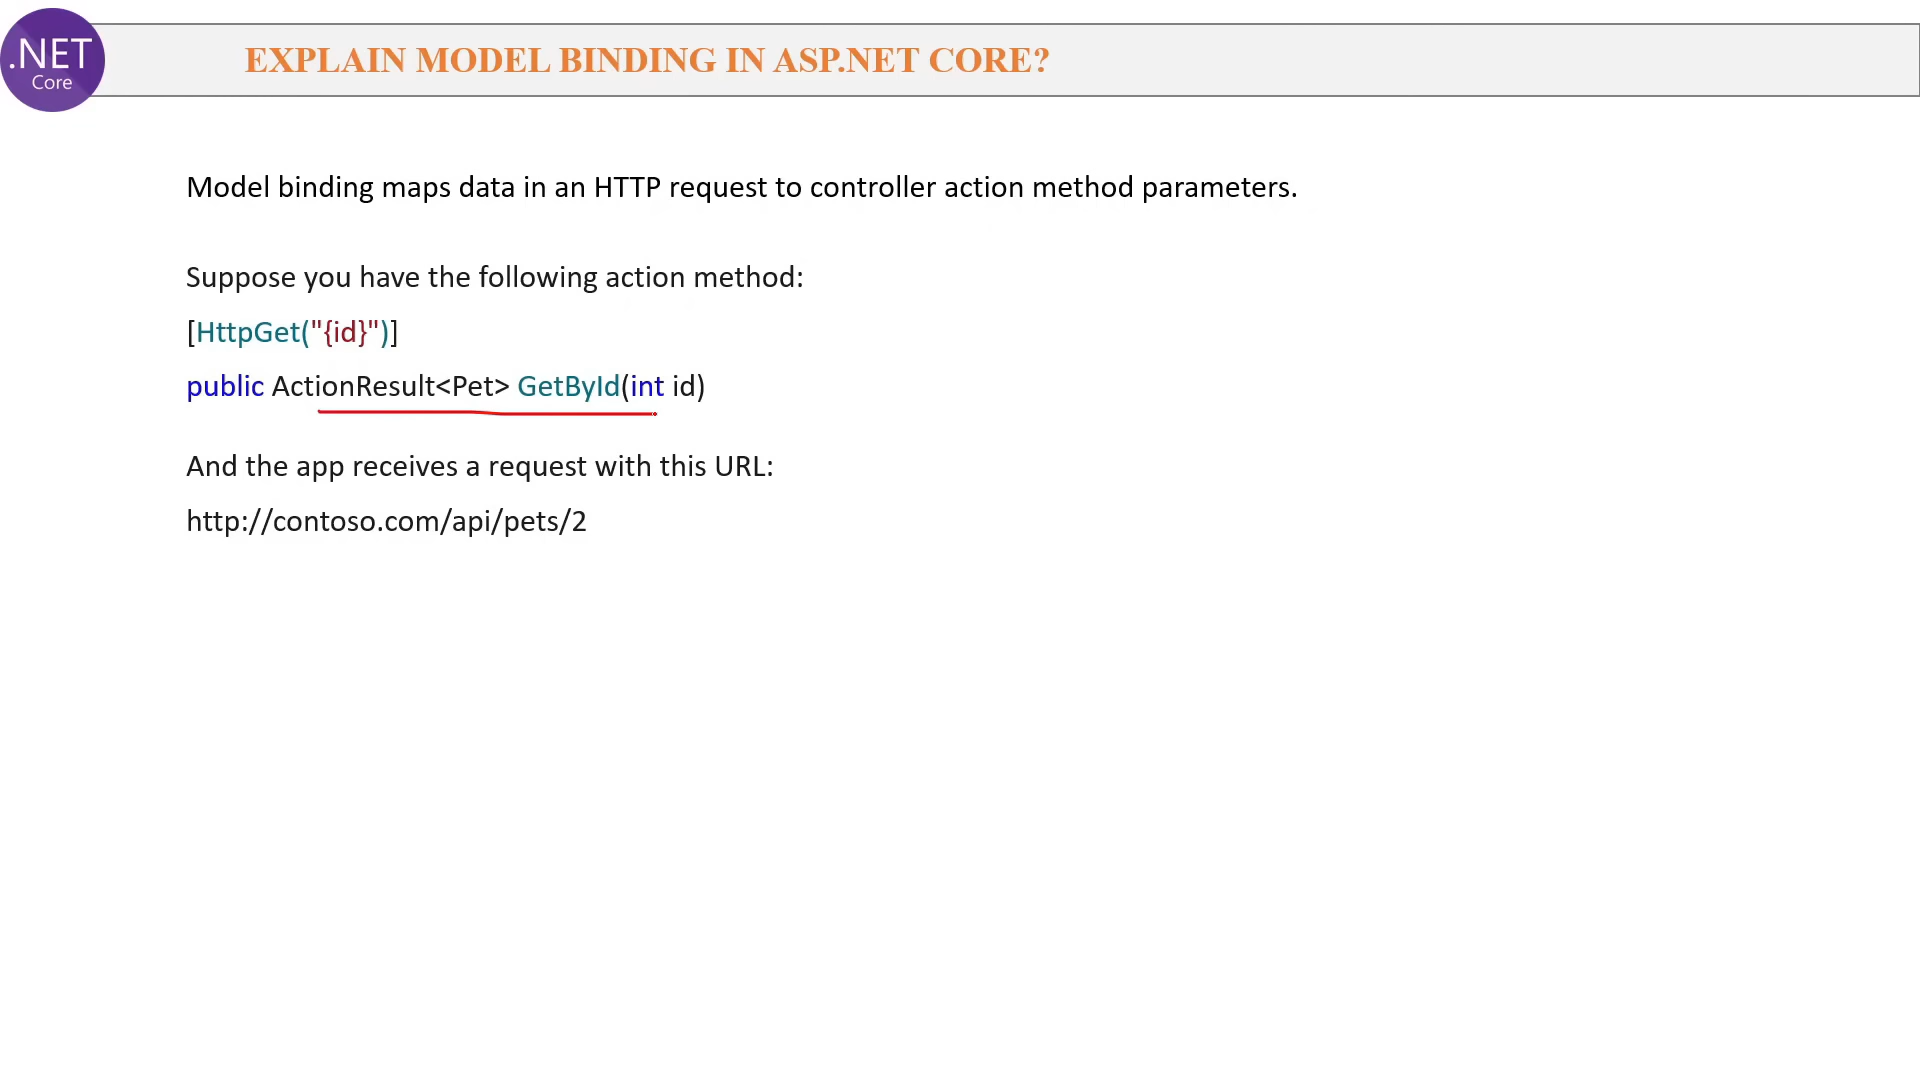 .NET
Core
EXPLAIN MODEL BINDING IN ASP.NET CORE?
Model binding maps data in an HTTP request to controller action method parameters.
Suppose you have the following action method:
[HttpGet("{id}")]
public ActionResult<Pet> GetById(int id)
And the app receives a request with this URL:
http://contoso.com/api/pets/2